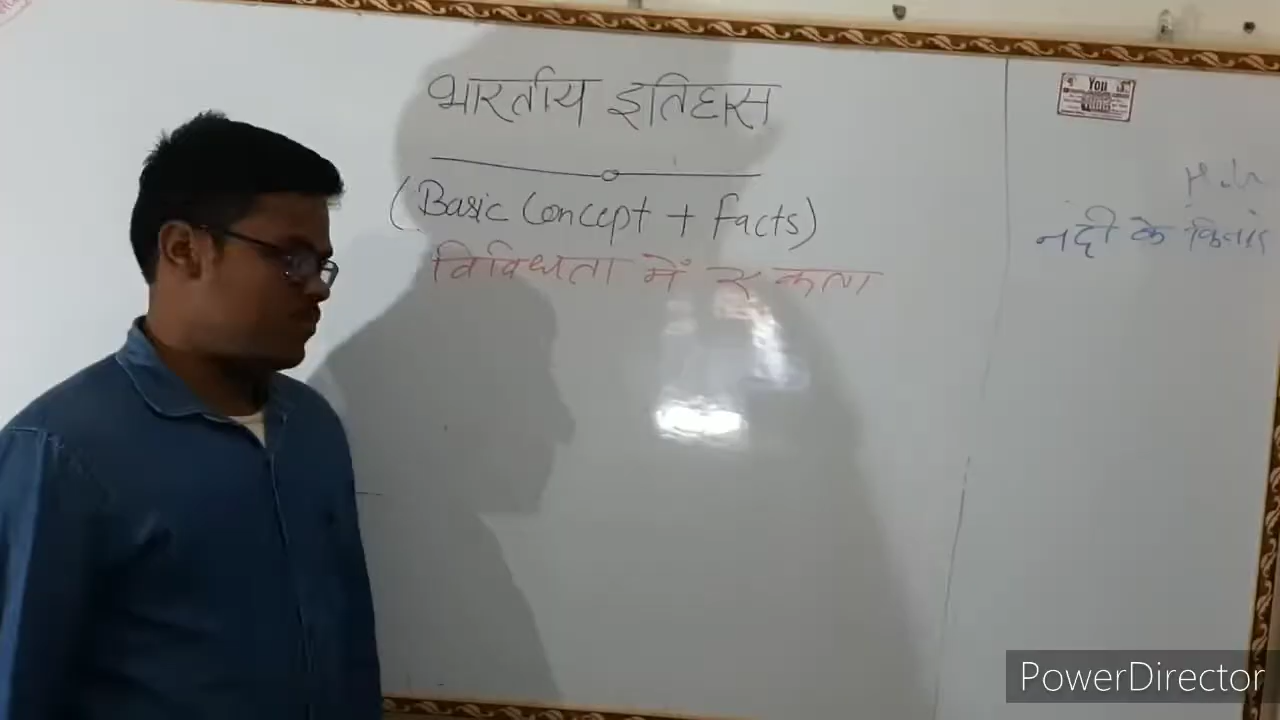 भारतीय इतिहास
(Basic Concept + Facts)
विविधता में एकता
You
नदी के किनारे
PowerDirector